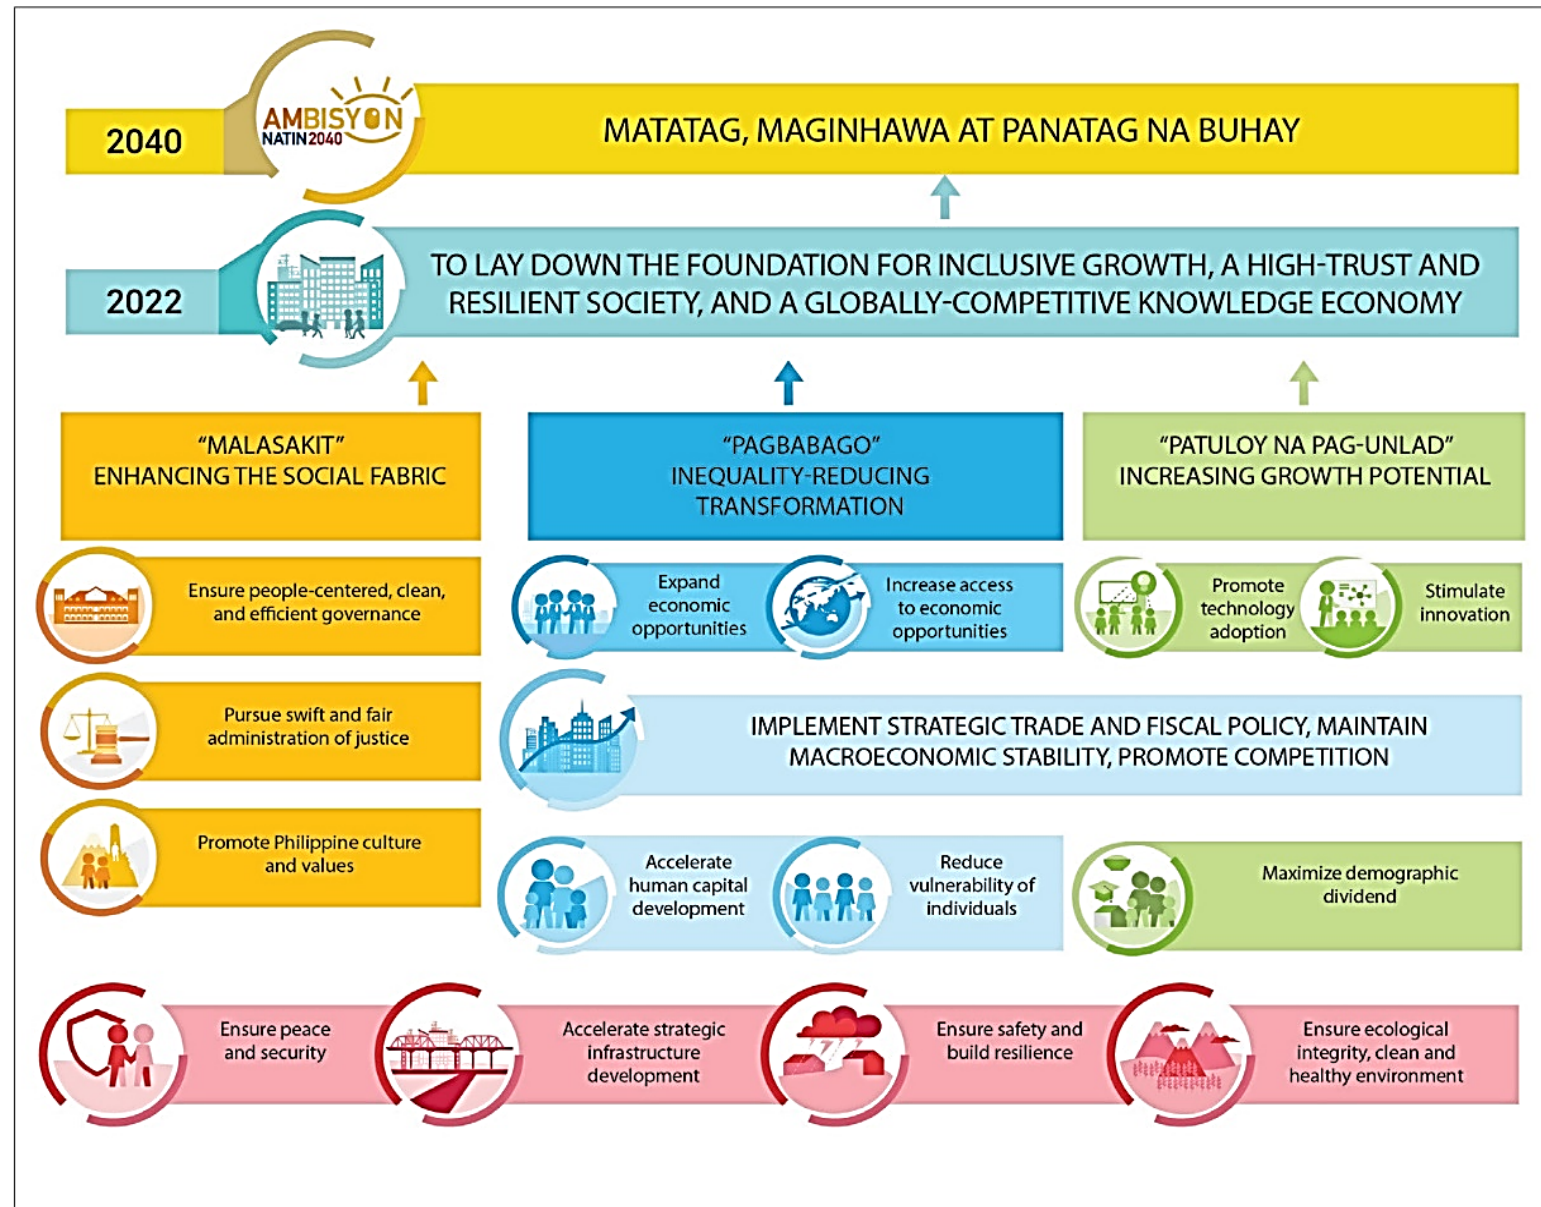 2040
AMBISYON
NATIN2040
MATATAG, MAGINHAWA AT PANATAG NA BUHAY
2022
TO LAY DOWN THE FOUNDATION FOR INCLUSIVE GROWTH, A HIGH-TRUST AND
RESILIENT SOCIETY, AND A GLOBALLY-COMPETITIVE KNOWLEDGE ECONOMY
“MALASAKIT”
ENHANCING THE SOCIAL FABRIC
“PAGBABAGO”
INEQUALITY-REDUCING
TRANSFORMATION
“PATULOY NA PAG-UNLAD”
INCREASING GROWTH POTENTIAL
Ensure people-centered, clean,
and efficient governance
Expand
economic
opportunities
Increase access
to economic
opportunities
Promote
technology
adoption
Stimulate
innovation
Pursue swift and fair
administration of justice
IMPLEMENT STRATEGIC TRADE AND FISCAL POLICY, MAINTAIN
MACROECONOMIC STABILITY, PROMOTE COMPETITION
Promote Philippine culture
and values
Accelerate
human capital
development
Reduce
vulnerability of
individuals
Maximize demographic
dividend
Ensure peace
and security
Accelerate strategic
infrastructure
development
Ensure safety and
build resilience
Ensure ecological
integrity, clean and
healthy environment